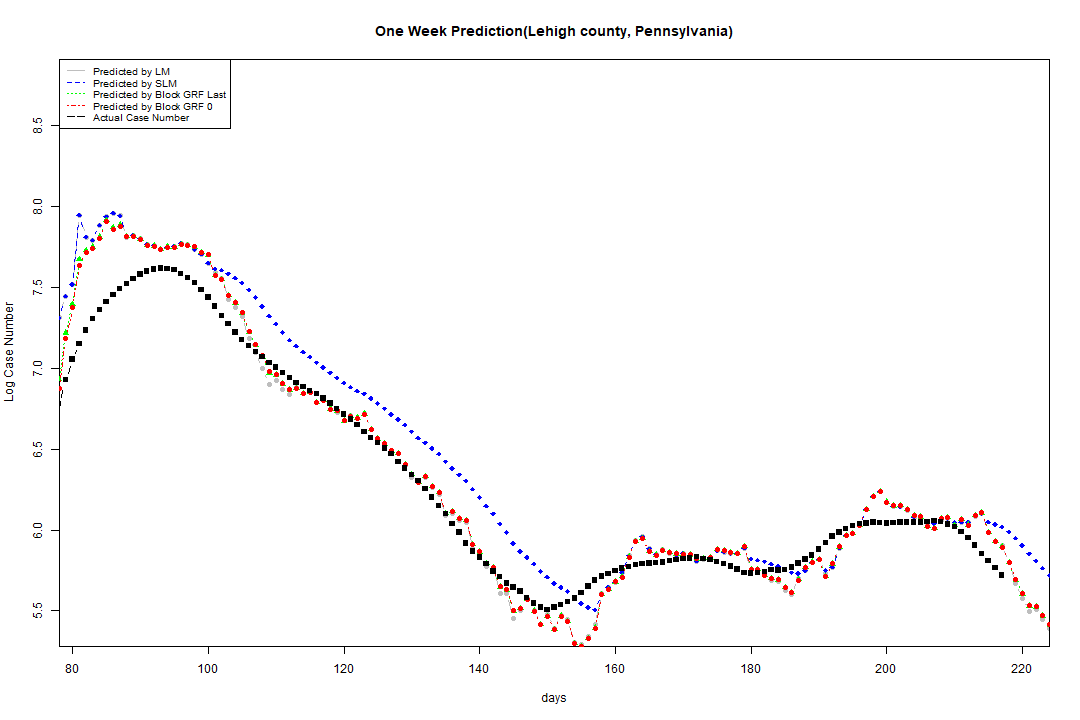 One Week Prediction(Lehigh county, Pennsylvania)
Predicted by LM
Predicted by SLM
Predicted by Block GRF Last
Predicted by Block GRF 0
Actual Case Number
8.5
8.0
7.5
7.0
6.5
6.0
5.5
Log Case Number
80 100 120 140 160 180 200 220
days